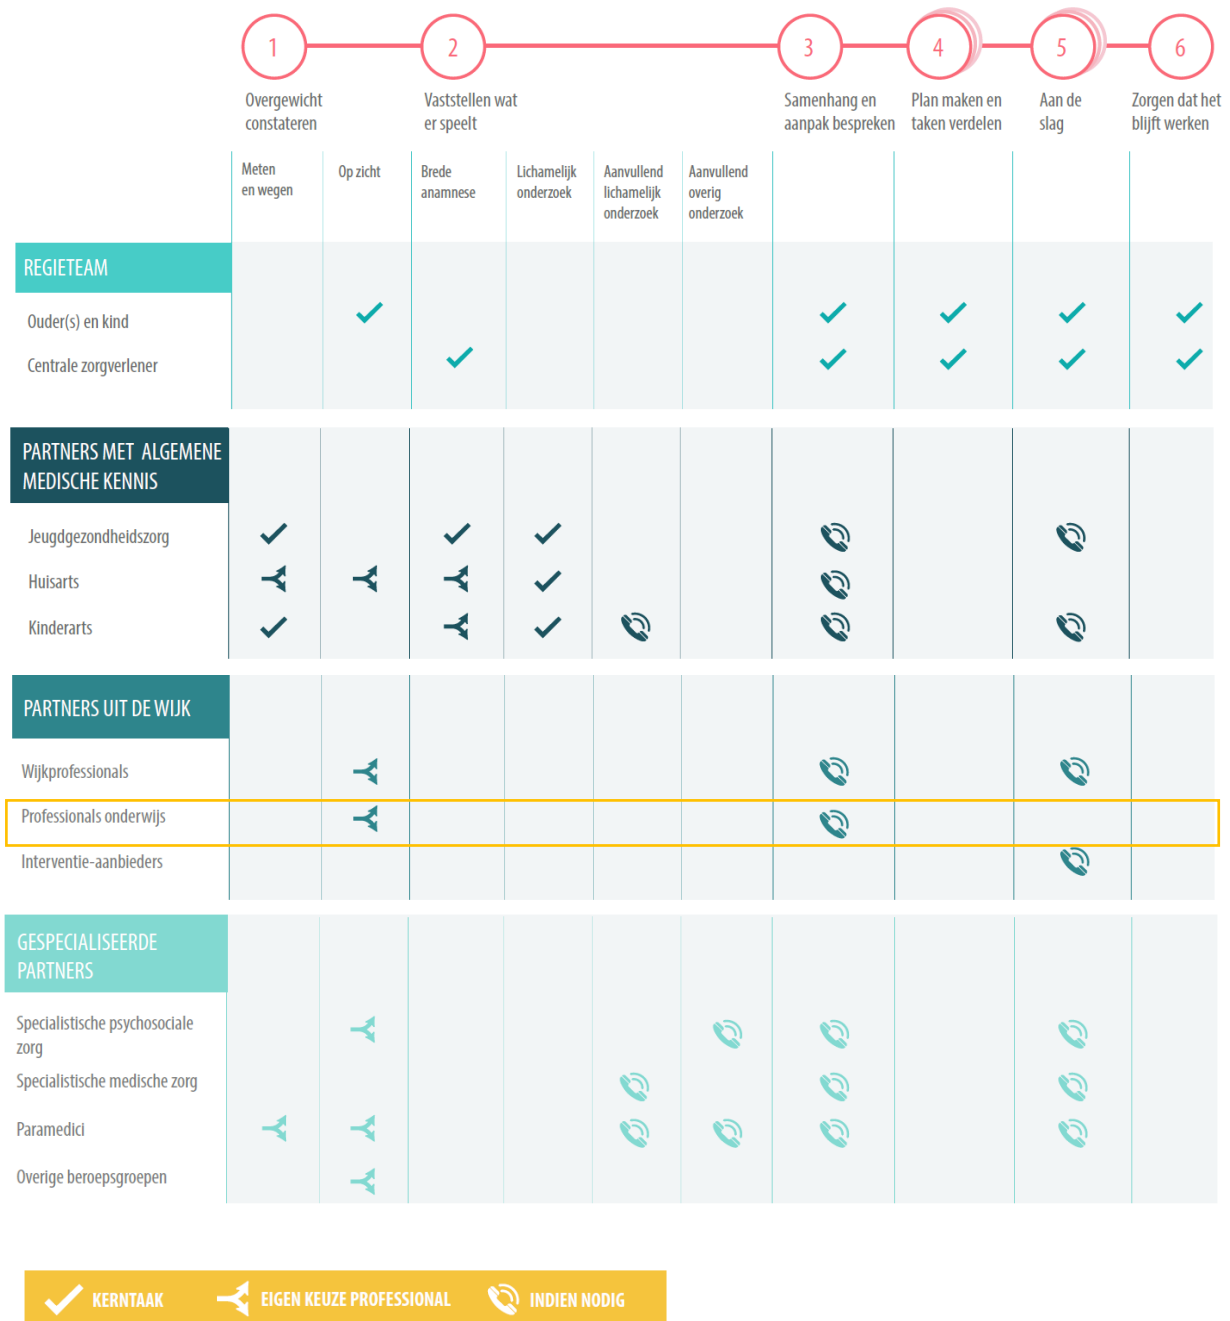 1
2
3
4
5
6
Overgewicht
constateren
Vaststellen wat
er speelt
Samenhang en
aanpak bespreken
Plan maken en
taken verdelen
Aan de
slag
Zorgen dat het
blijft werken
Meten
en wegen
Op zicht
Brede
anamnese
Lichamelijk
onderzoek
Aanvullend
lichamelijk
onderzoek
Aanvullend
overig
onderzoek
REGIETEAM
Ouder(s) en kind
Centrale zorgverlener
PARTNERS MET ALGEMENE
MEDISCHE KENNIS
Jeugdgezondheidszorg
Huisarts
Kinderarts
PARTNERS UIT DE WIJK
Wijkprofessionals
Professionals onderwijs
Interventie-aanbieders
GESPECIALISEERDE
PARTNERS
Specialistische psychosociale
zorg
Specialistische medische zorg
Paramedici
Overige beroepsgroepen
KERNTAAK
EIGEN KEUZE PROFESSIONAL
INDIEN NODIG